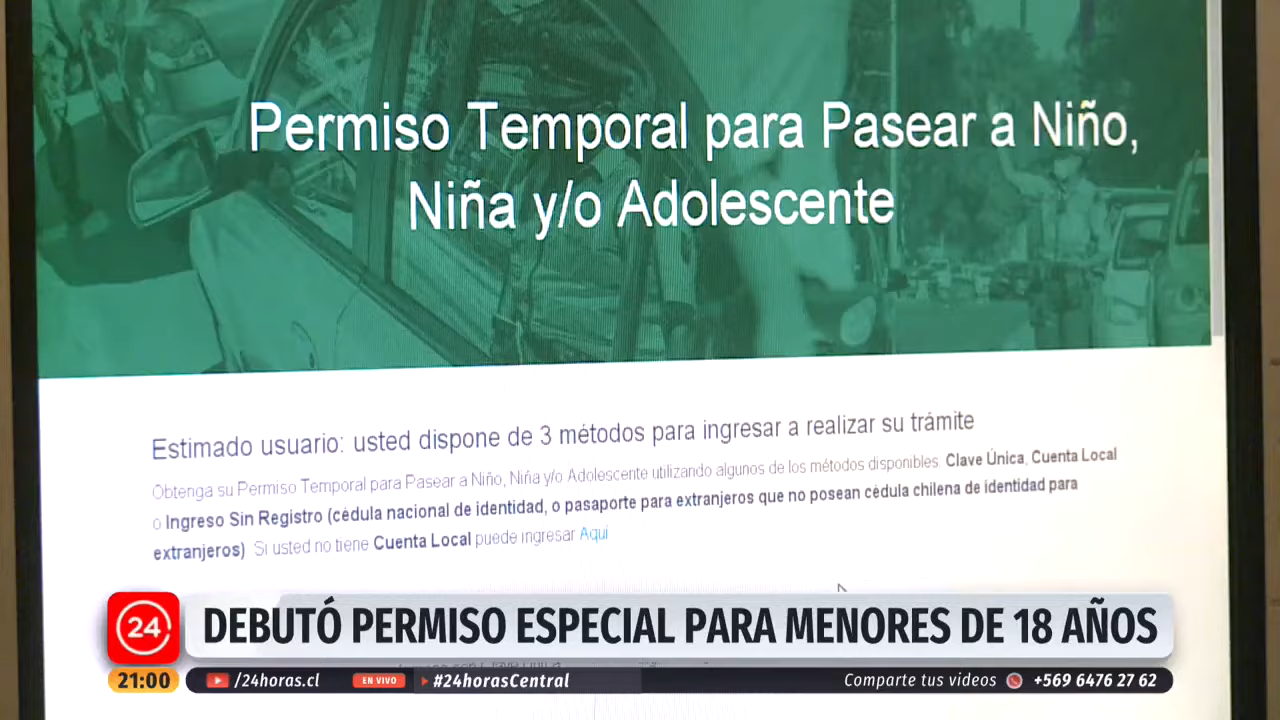 Permiso Temporal para Pasear a Niño,
Niña y/o Adolescente
Estimado usuario: usted dispone de 3 métodos para ingresar a realizar su trámite
Obtenga su Permiso Temporal para Pasear a Niño, Niña y/o Adolescente utilizando algunos de los métodos disponibles. Clave Única, Cuenta Local
o Ingreso Sin Registro (cédula nacional de identidad, o pasaporte para extranjeros que no posean cédula chilena de identidad para
extranjeros) Si usted no tiene Cuenta Local puede ingresar Aquí
24 DEBUTÓ PERMISO ESPECIAL PARA MENORES DE 18 AÑOS
21:00 /24horas.cl EN VIVO #24horasCentral Comparte tus videos +569 6476 27 62